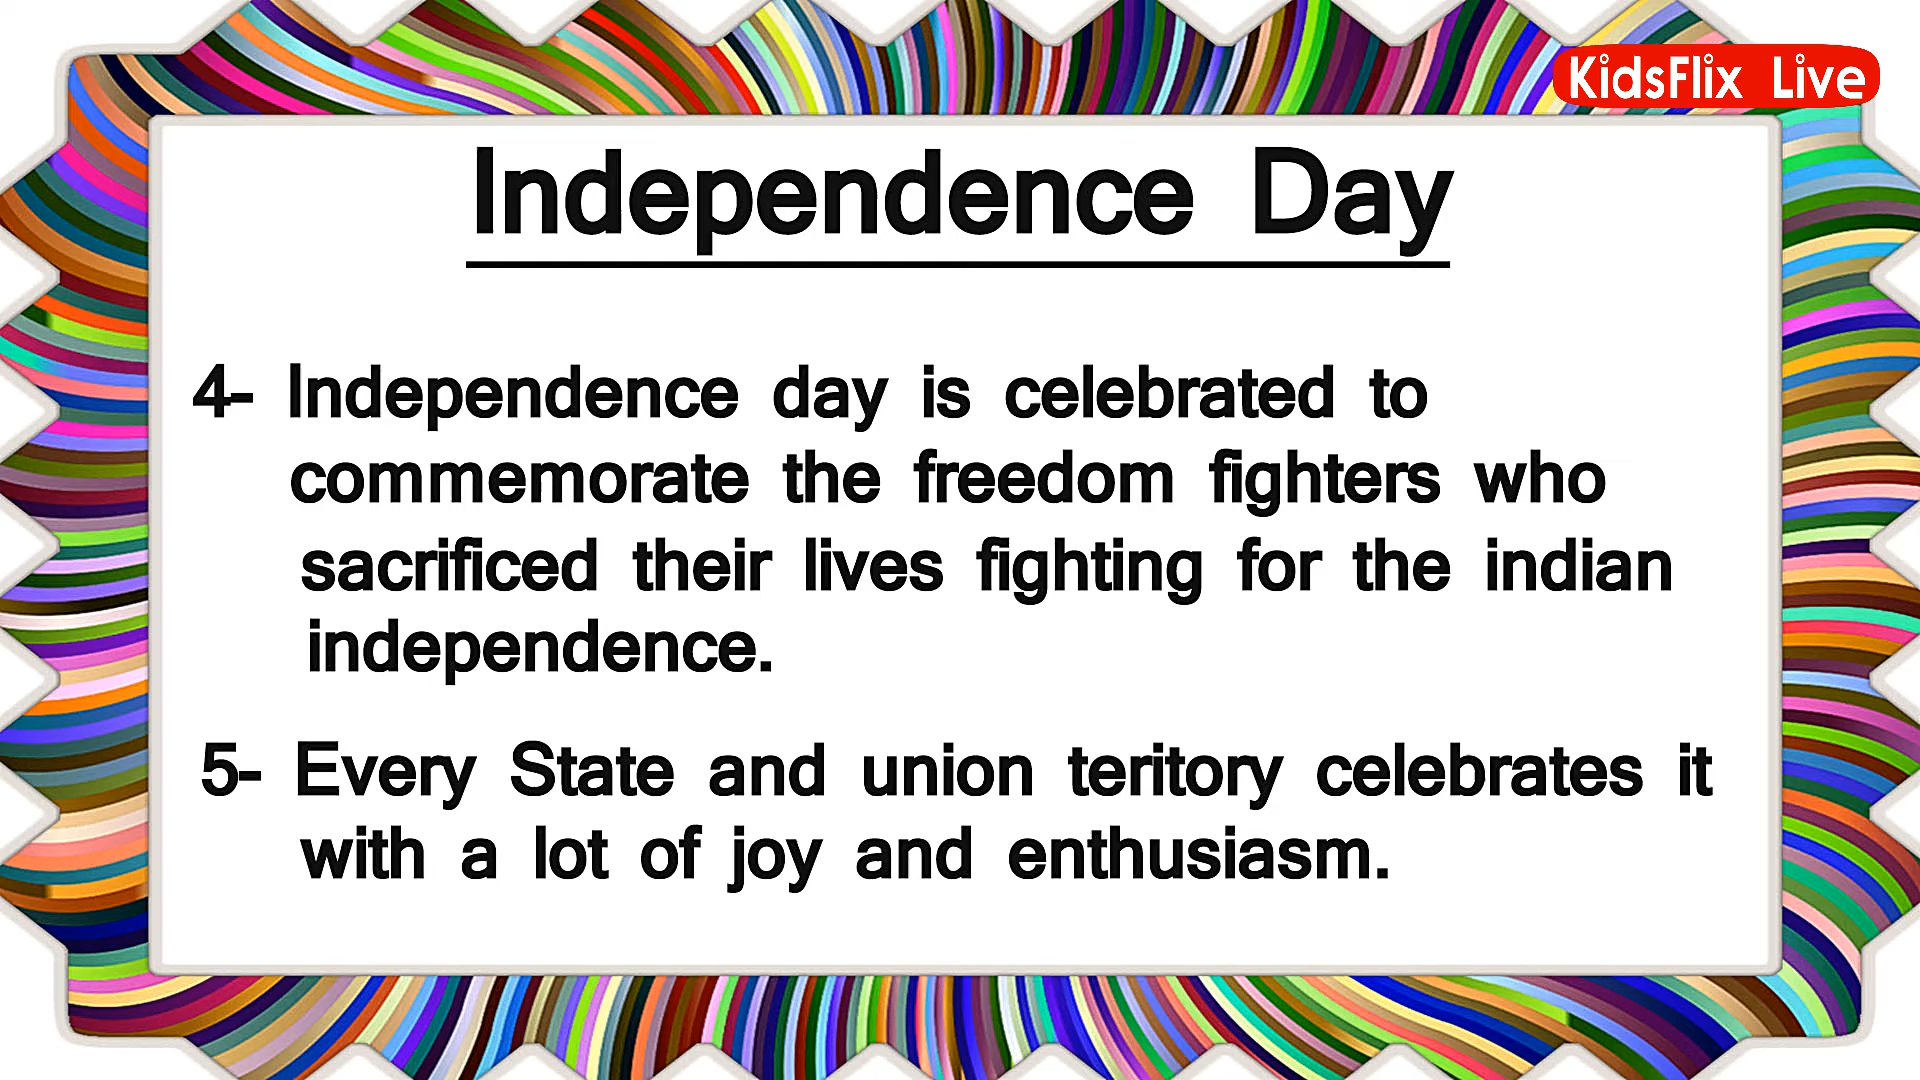 KidsFlix Live
Independence Day
4- Independence day is celebrated to
commemorate the freedom fighters who
sacrificed their lives fighting for the indian
independence.
5- Every State and union teritory celebrates it
with a lot of joy and enthusiasm.